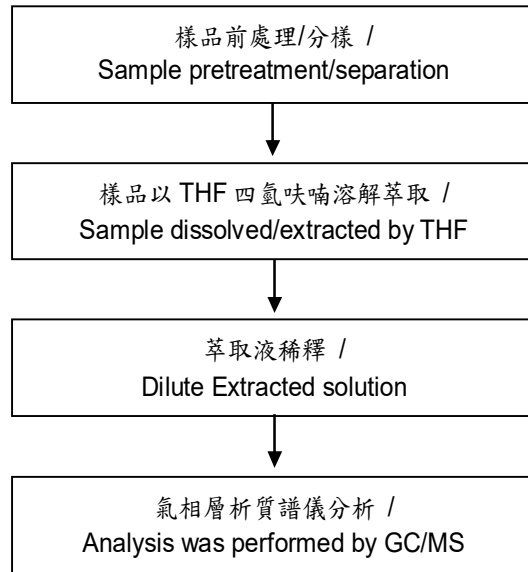 樣品前處理/分樣 /
Sample pretreatment/separation
樣品以 THF 四氫呋喃溶解萃取 /
Sample dissolved/extracted by THF
萃取液稀釋 /
Dilute Extracted solution
氣相層析質譜儀分析 /
Analysis was performed by GC/MS